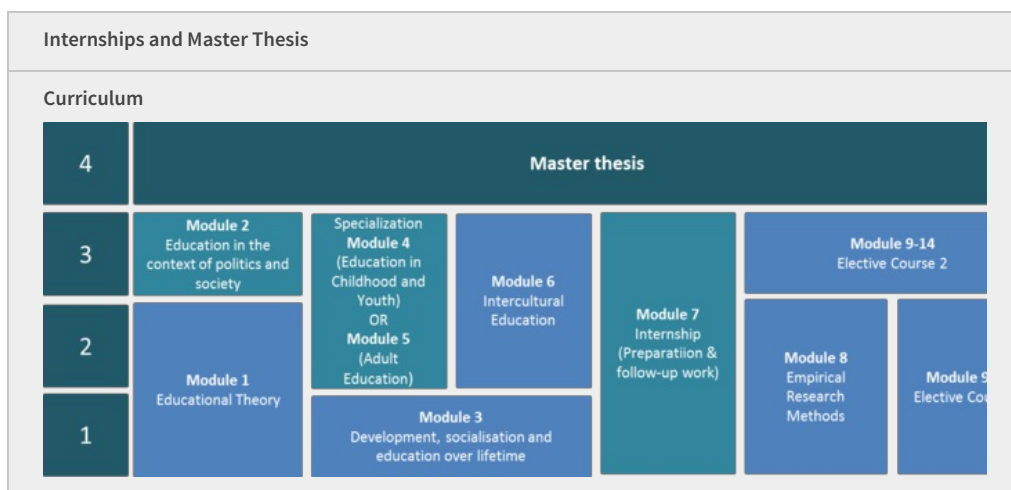 Internships and Master Thesis
Curriculum
4
Master thesis
3
Module 2
Education in the
context of politics and
society
Specialization
Module 4
(Education in
Childhood and
Youth)
OR
Module 5
(Adult
Education)
Module 6
Intercultural
Education
Module 7
Internship
(Preparatiion &
follow-up work)
Module 9-14
Elective Course 2
2
Module 1
Educational Theory
Module 8
Empirical
Research
Methods
Module 9
Elective
1
Module 3
Development, socialisation and
education over lifetime